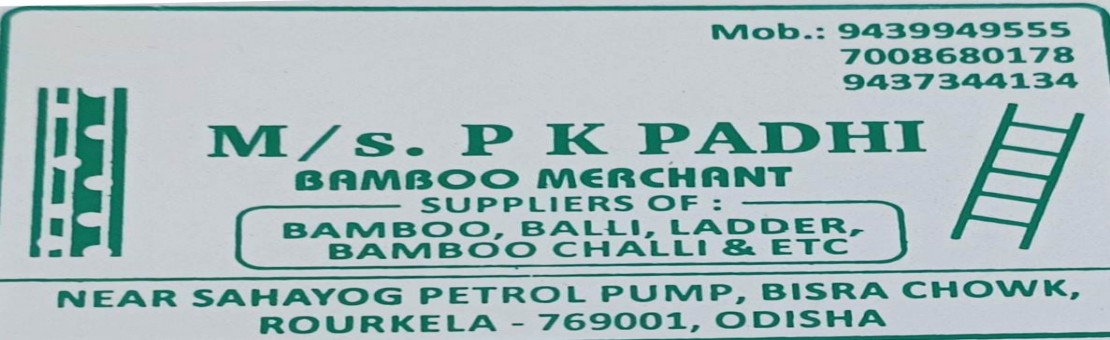 Mob.: 9439949555
7008680178
9437344134
M/s. P K PADHI
BAMBOO MERCHANT
SUPPLIERS OF :
BAMBOO, BALLI, LADDER,
BAMBOO CHALLI & ETC
NEAR SAHAYOG PETROL PUMP, BISRA CHOWK,
ROURKELA - 769001, ODISHA